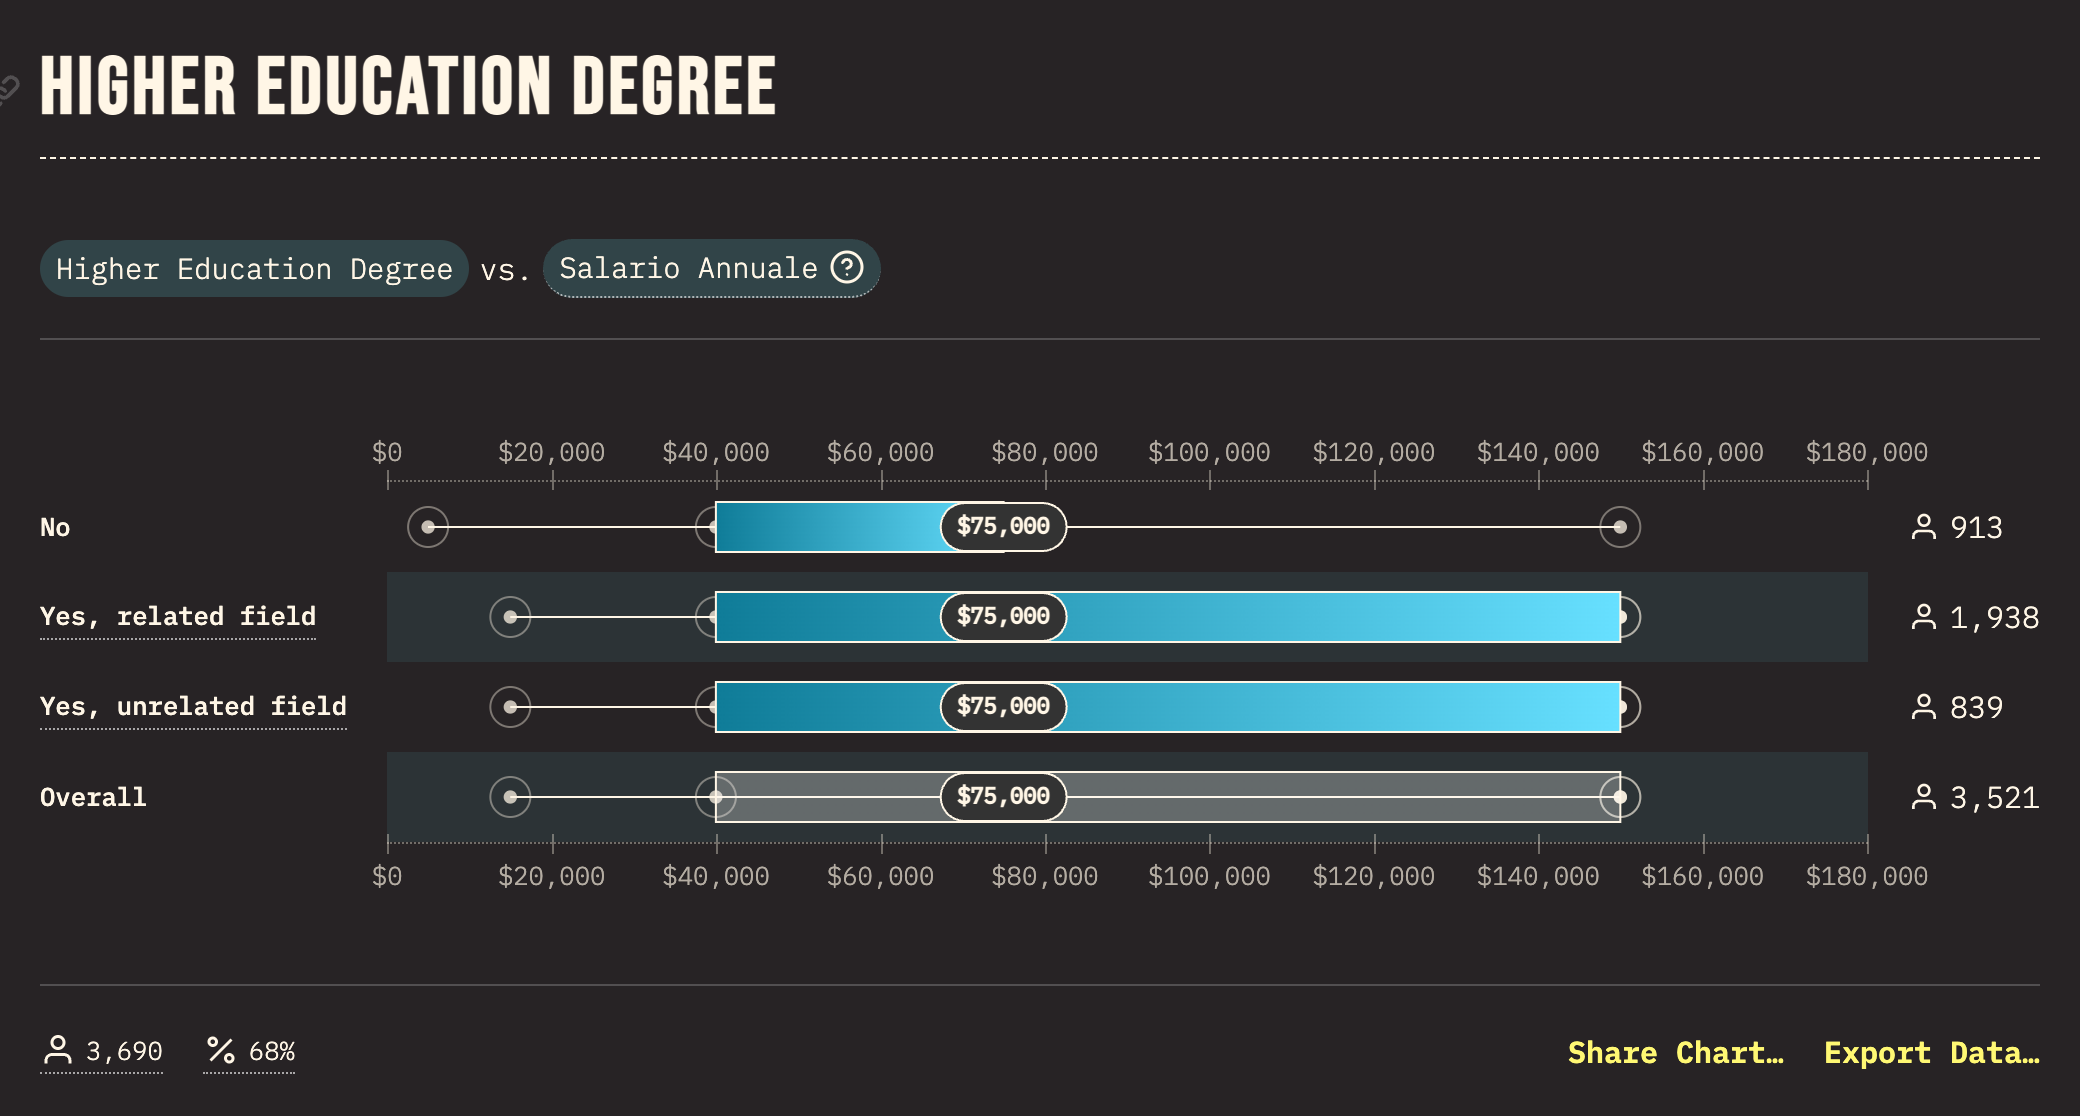 HIGHER EDUCATION DEGREE
Higher Education Degree vs. Salario Annuale ?
$0 $20,000 $40,000 $60,000 $80,000 $100,000 $120,000 $140,000 $160,000 $180,000
No $75,000 913
Yes, related field $75,000 1,938
Yes, unrelated field $75,000 839
Overall $75,000 3,521
$0 $20,000 $40,000 $60,000 $80,000 $100,000 $120,000 $140,000 $160,000 $180,000
3,690 % 68% Share Chart… Export Data…